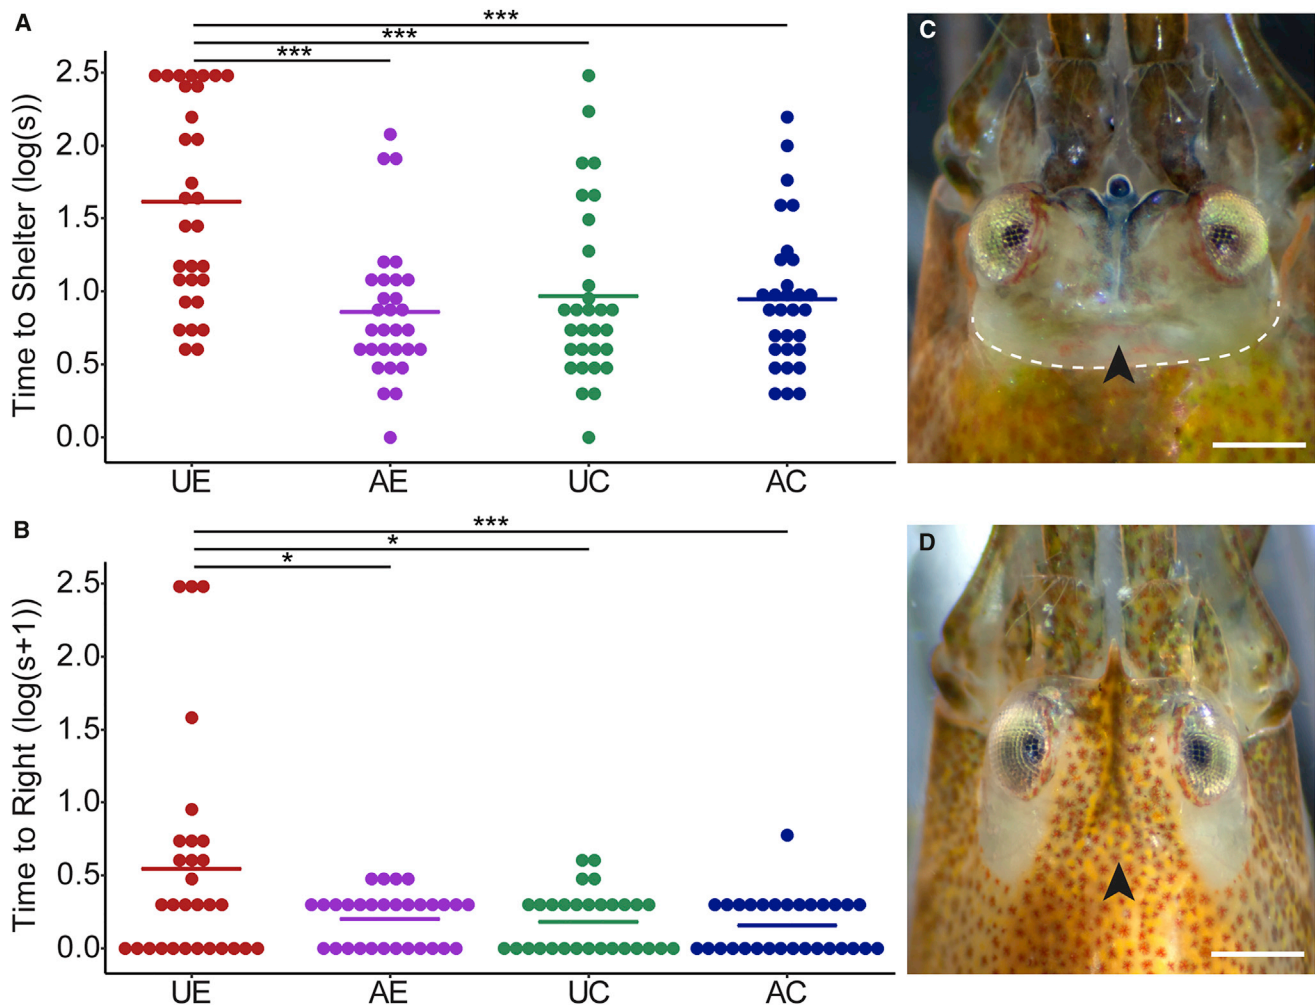 A
***
***
***
Time to Shelter (log(s))
2.5
2.0
1.5
1.0
0.5
0.0
UE AE UC AC
B
***
*
*
Time to Right (log(s+1))
2.5
2.0
1.5
1.0
0.5
0.0
UE AE UC AC
C
D